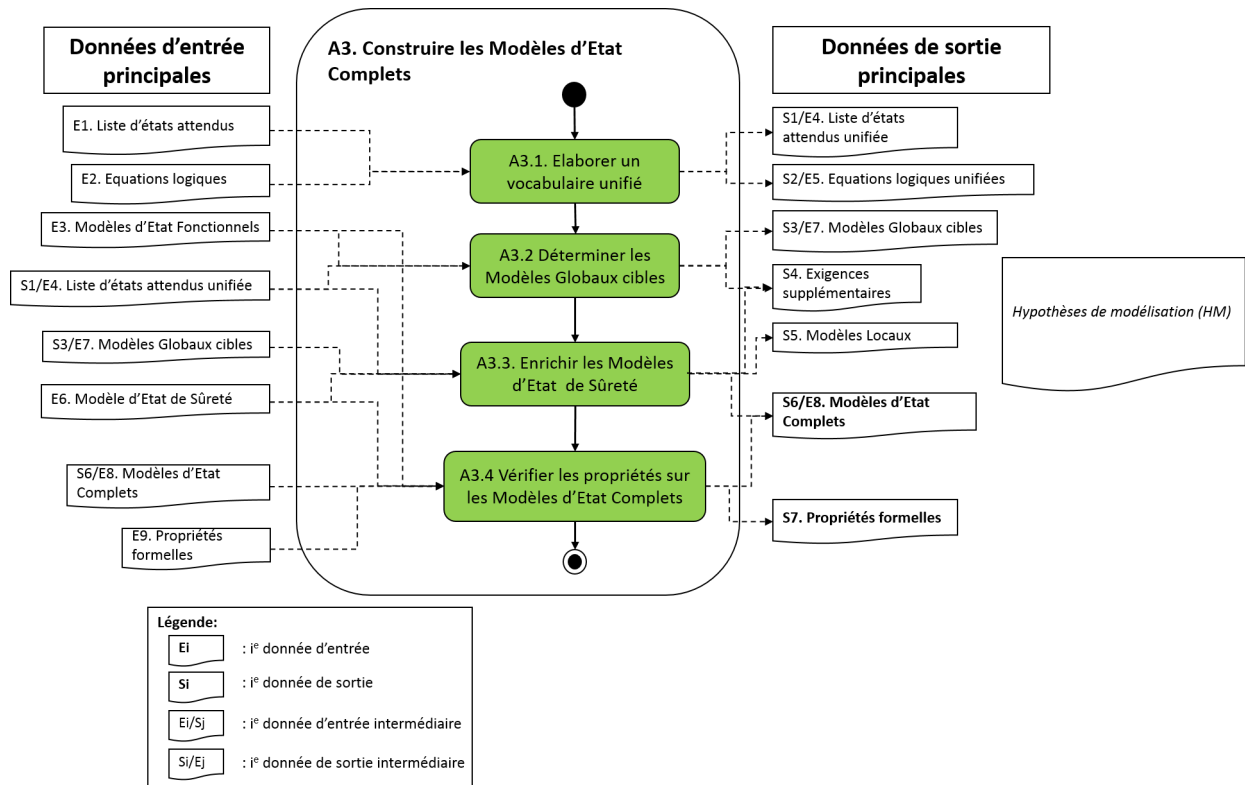 Données d'entrée
principales
E1. Liste d'états attendus
E2. Equations logiques
E3. Modèles d'Etat Fonctionnels
S1/E4. Liste d'états attendus unifiée
S3/E7. Modèles Globaux cibles
E6. Modèle d'Etat de Sûreté
S6/E8. Modèles d'Etat
Complets
E9. Propriétés
formelles
A3. Construire les Modèles d'Etat
Complets
A3.1. Elaborer un
vocabulaire unifié
A3.2 Déterminer les
Modèles Globaux cibles
A3.3. Enrichir les Modèles
d'Etat de Sûreté
A3.4 Vérifier les propriétés sur
les Modèles d'Etat Complets
Données de sortie
principales
S1/E4. Liste d'états
attendus unifiée
S2/E5. Equations logiques unifiées
S3/E7. Modèles Globaux cibles
S4. Exigences
supplémentaires
S5. Modèles Locaux
S6/E8. Modèles d'Etat
Complets
S7. Propriétés formelles
Hypothèses de modélisation (HM)
Légende:
Ei : iᵉ donnée d'entrée
Si : iᵉ donnée de sortie
Ei/Sj : iᵉ donnée d'entrée intermédiaire
Si/Ej : iᵉ donnée de sortie intermédiaire